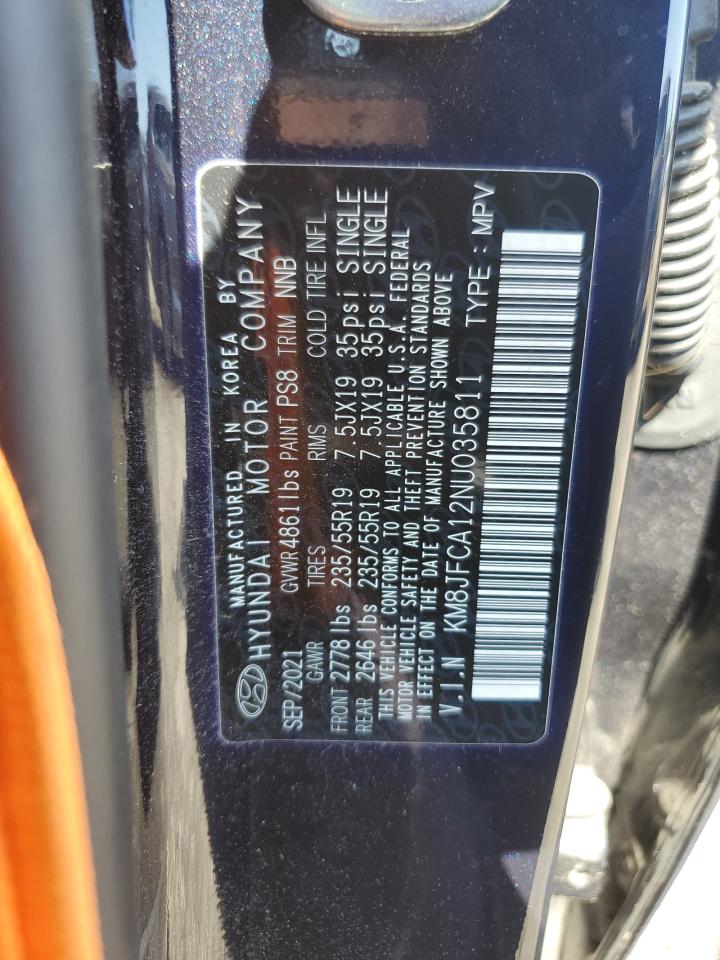 MANUFACTURED IN KOREA BY
HYUNDAI MOTOR COMPANY
SEP/2021 GVWR 4861 lbs PAINT PS8 TRIM NNB
GAWR TIRES RIMS COLD TIRE INFL
FRONT 2778 lbs 235/55R19 7.5JX19 35psi SINGLE
REAR 2646 lbs 235/55R19 7.5JX19 35psi SINGLE
THIS VEHICLE CONFORMS TO ALL APPLICABLE U.S.A. FEDERAL
MOTOR VEHICLE SAFETY AND THEFT PREVENTION STANDARDS
IN EFFECT ON THE DATE OF MANUFACTURE SHOWN ABOVE
V.I.N KM8JFCA12NU035811 TYPE : MPV